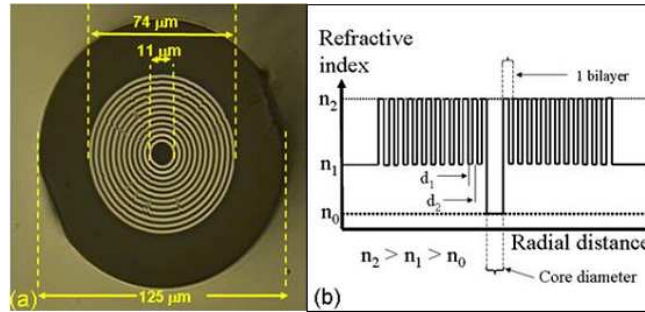 74 μm
11 μm
125 μm
(a)
Refractive
index
1 bilayer
n2
n1
d1
d2
n0
Radial distance
n2 > n1 > n0
Core diameter
(b)